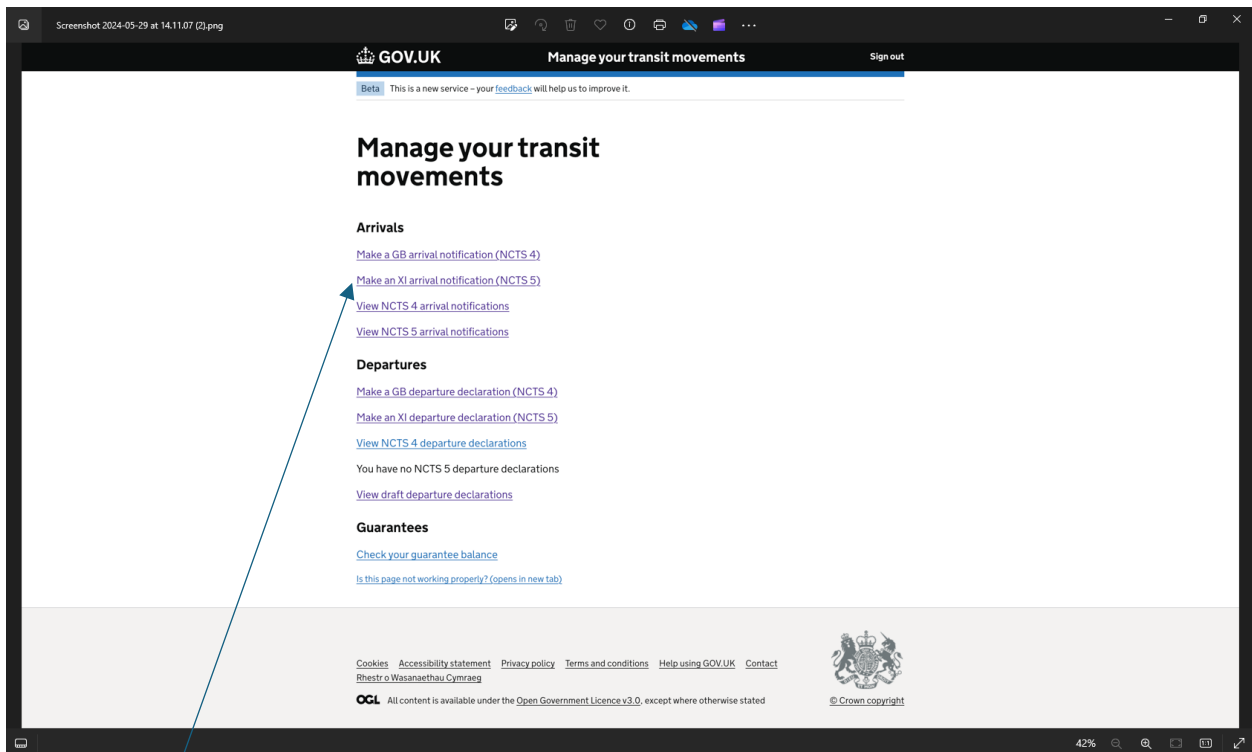 Screenshot 2024-05-29 at 14.11.07 (2).png
GOV.UK Manage your transit movements Sign out
Beta This is a new service – your feedback will help us to improve it.
Manage your transit
movements
Arrivals
Make a GB arrival notification (NCTS 4)
Make an XI arrival notification (NCTS 5)
View NCTS 4 arrival notifications
View NCTS 5 arrival notifications
Departures
Make a GB departure declaration (NCTS 4)
Make an XI departure declaration (NCTS 5)
View NCTS 4 departure declarations
You have no NCTS 5 departure declarations
View draft departure declarations
Guarantees
Check your guarantee balance
Is this page not working properly? (opens in new tab)
Cookies Accessibility statement Privacy policy Terms and conditions Help using GOV.UK Contact
Rhestr o Wasanaethau Cymraeg
OGL All content is available under the Open Government Licence v3.0, except where otherwise stated © Crown copyright
42% 1:1